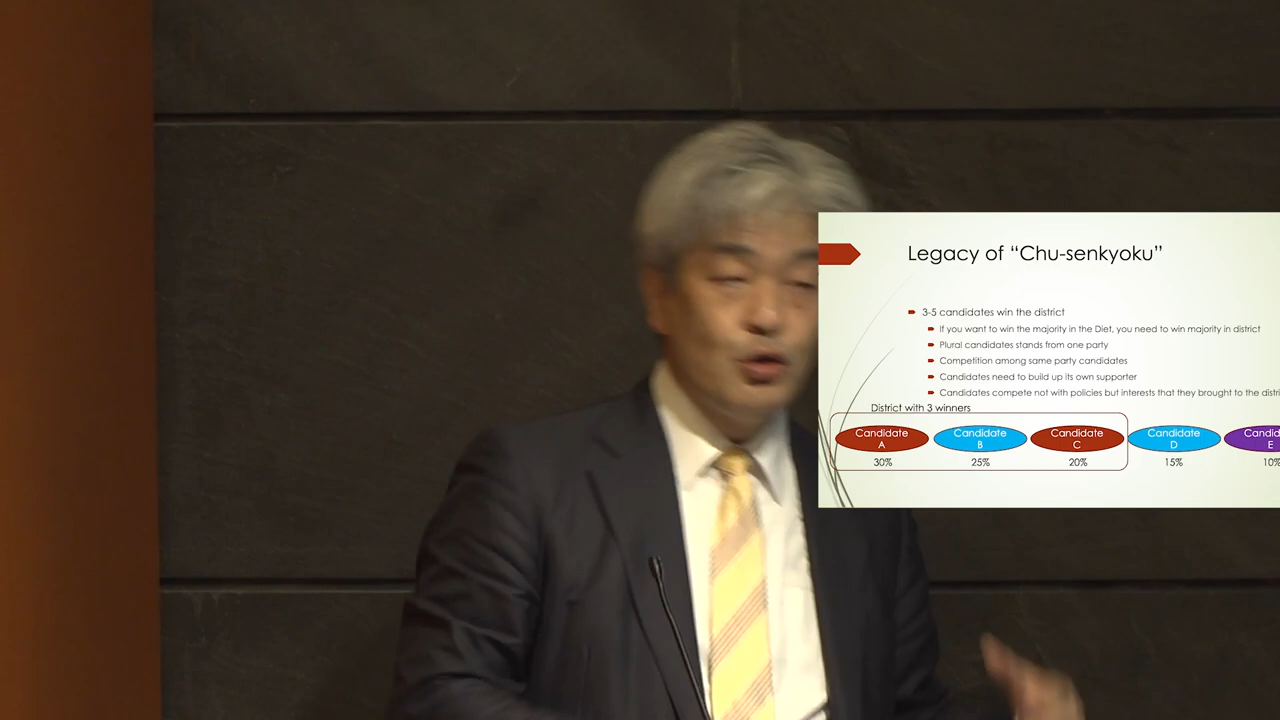 Legacy of “Chu-senkyoku”
3-5 candidates win the district
If you want to win the majority in the Diet, you need to win majority in district
Plural candidates stands from one party
Competition among same party candidates
Candidates need to build up its own supporter
Candidates compete not with policies but interests that they brought to the
District with 3 winners
Candidate A
Candidate B
Candidate C
Candidate D
E
30% 25% 20% 15% 10%